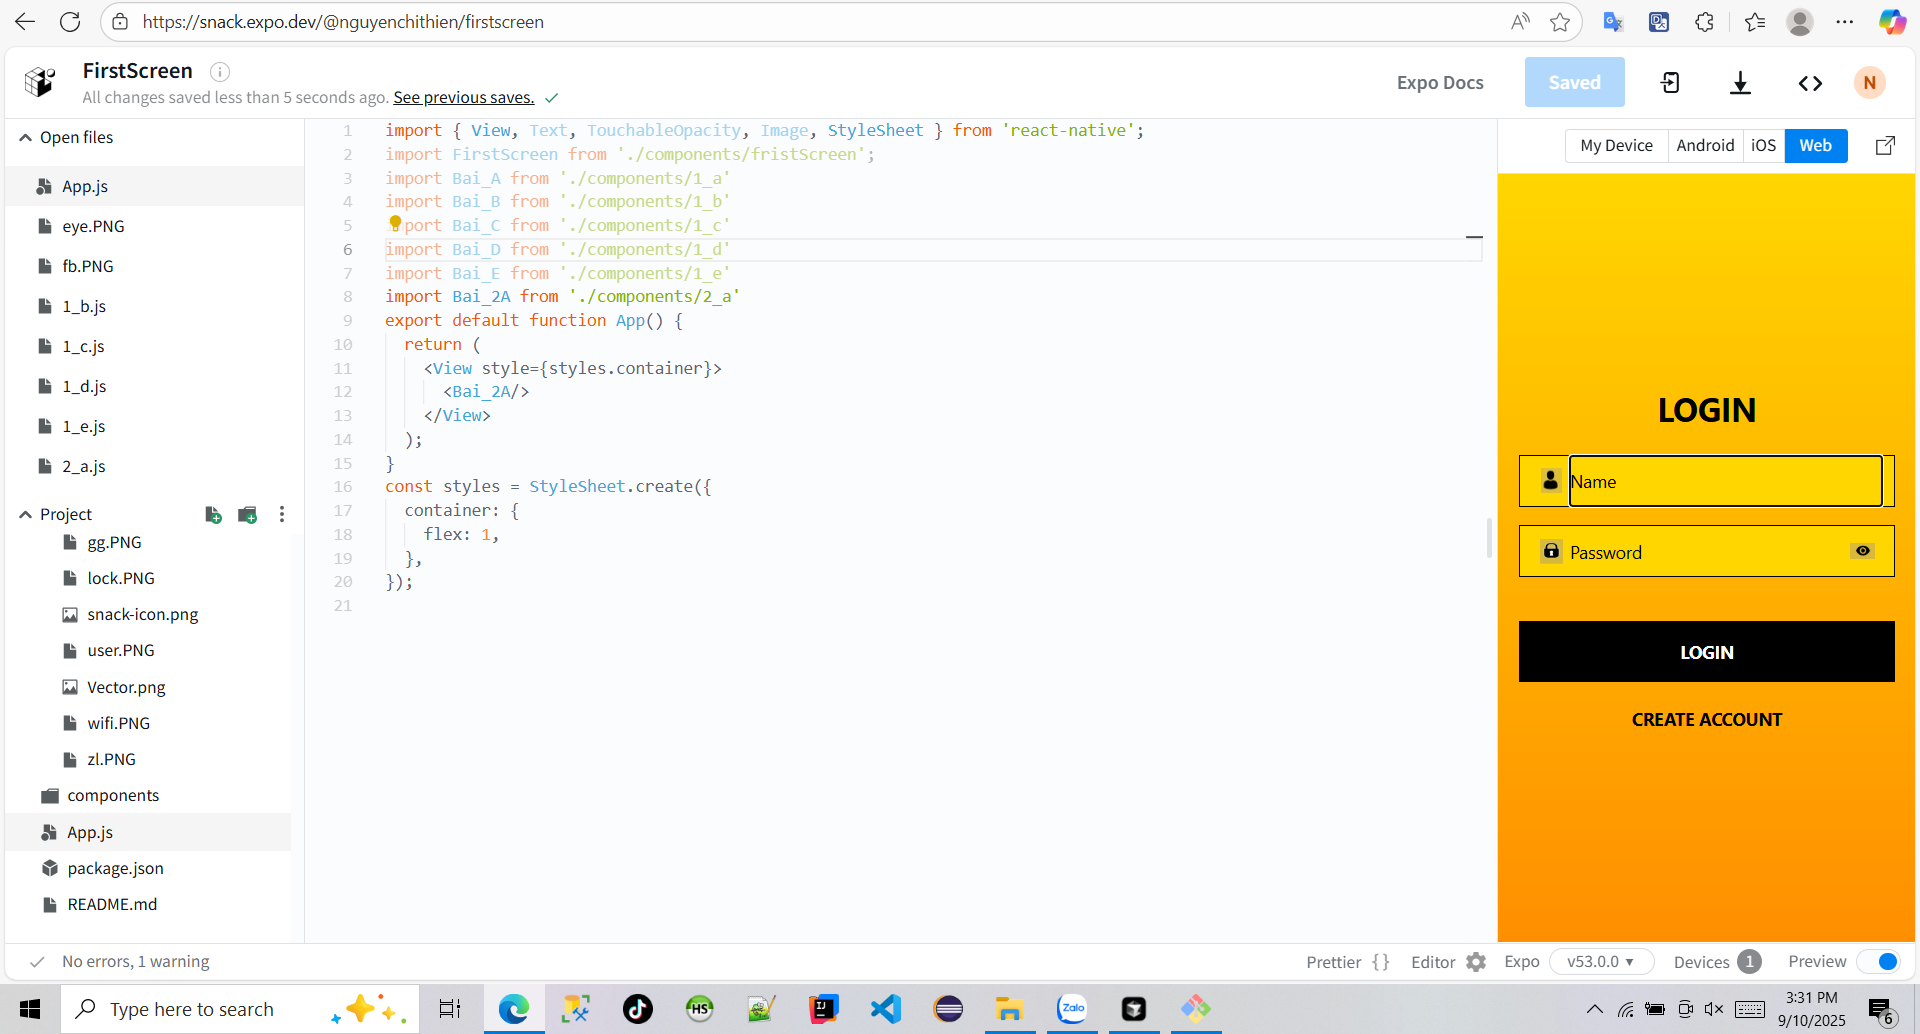 https://snack.expo.dev/@nguyenchithien/firstscreen
FirstScreen
All changes saved less than 5 seconds ago. See previous saves.
Expo Docs
Saved
N
Open files
App.js
eye.PNG
fb.PNG
1_b.js
1_c.js
1_d.js
1_e.js
2_a.js
Project
gg.PNG
lock.PNG
snack-icon.png
user.PNG
Vector.png
wifi.PNG
zl.PNG
components
App.js
package.json
README.md
1 import { View, Text, TouchableOpacity, Image, StyleSheet } from 'react-native';
2 import FirstScreen from './components/fristScreen';
3 import Bai_A from './components/1_a'
4 import Bai_B from './components/1_b'
5 port Bai_C from './components/1_c'
6 import Bai_D from './components/1_d'
7 import Bai_E from './components/1_e'
8 import Bai_2A from './components/2_a'
9 export default function App() {
10 return (
11 <View style={styles.container}>
12 <Bai_2A/>
13 </View>
14 );
15 }
16 const styles = StyleSheet.create({
17 container: {
18 flex: 1,
19 },
20 });
21
My Device Android iOS Web
LOGIN
Name
Password
LOGIN
CREATE ACCOUNT
No errors, 1 warning
Prettier { } Editor Expo v53.0.0 Devices 1 Preview
Type here to search
HS
IJ
Zalo
3:31 PM
9/10/2025
6